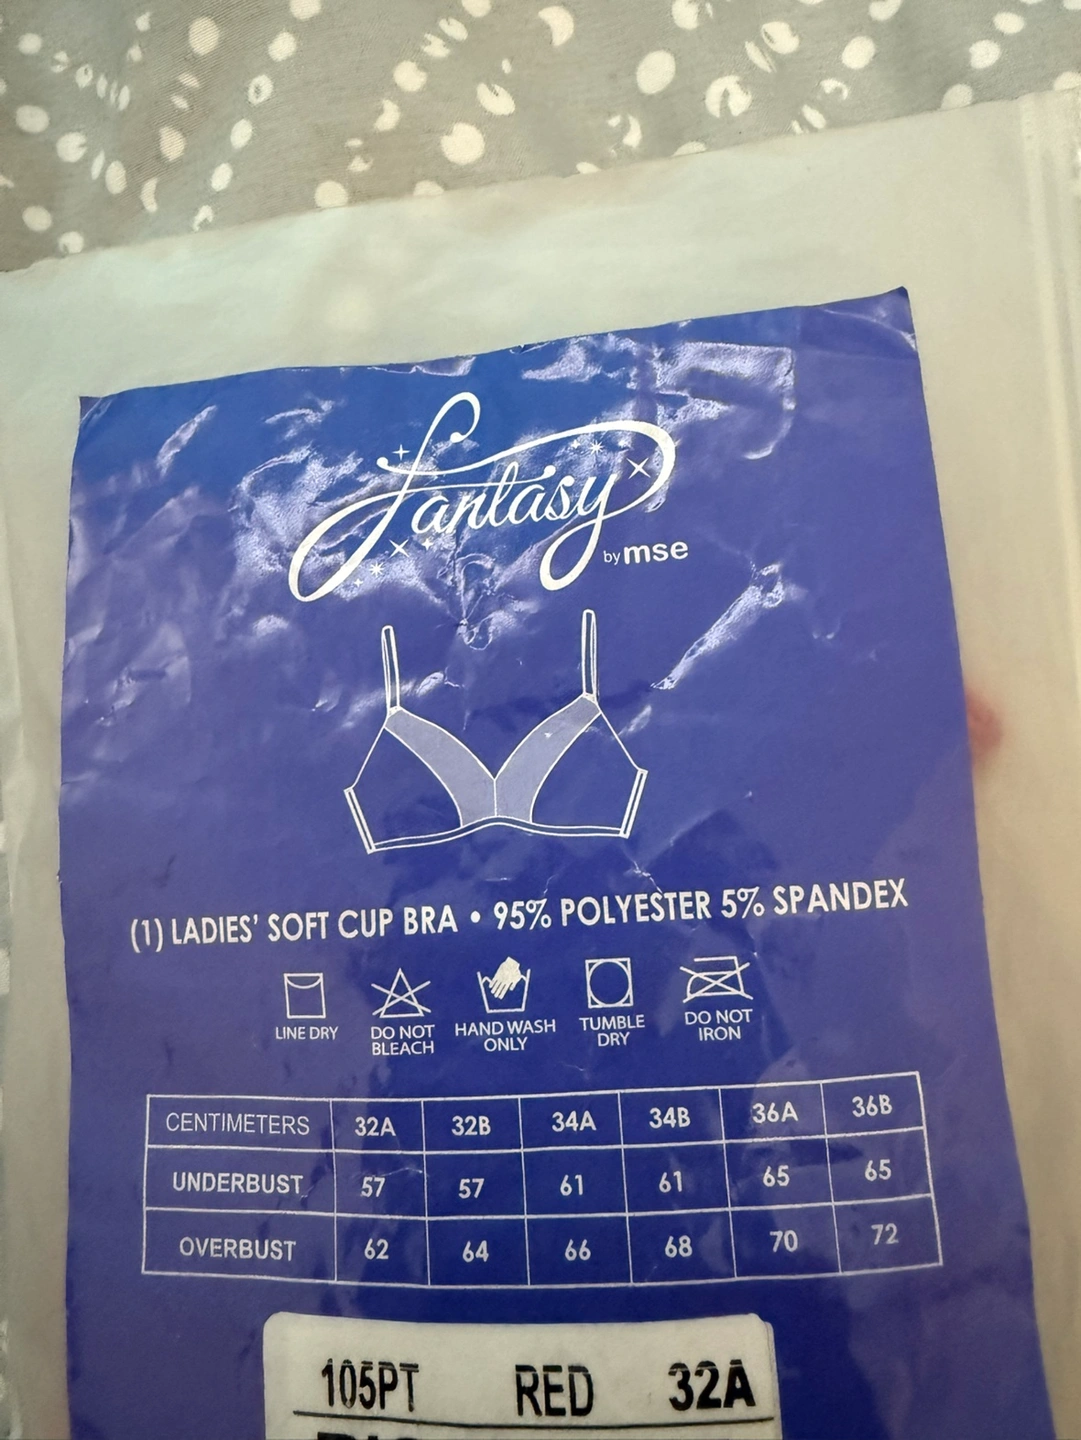 fantasy
by mse
(1) LADIES' SOFT CUP BRA • 95% POLYESTER 5% SPANDEX
LINE DRY
DO NOT
BLEACH
HAND WASH
ONLY
TUMBLE
DRY
DO NOT
IRON
CENTIMETERS 32A 32B 34A 34B 36A 36B
UNDERBUST 57 57 61 61 65 65
OVERBUST 62 64 66 68 70 72
105PT RED 32A